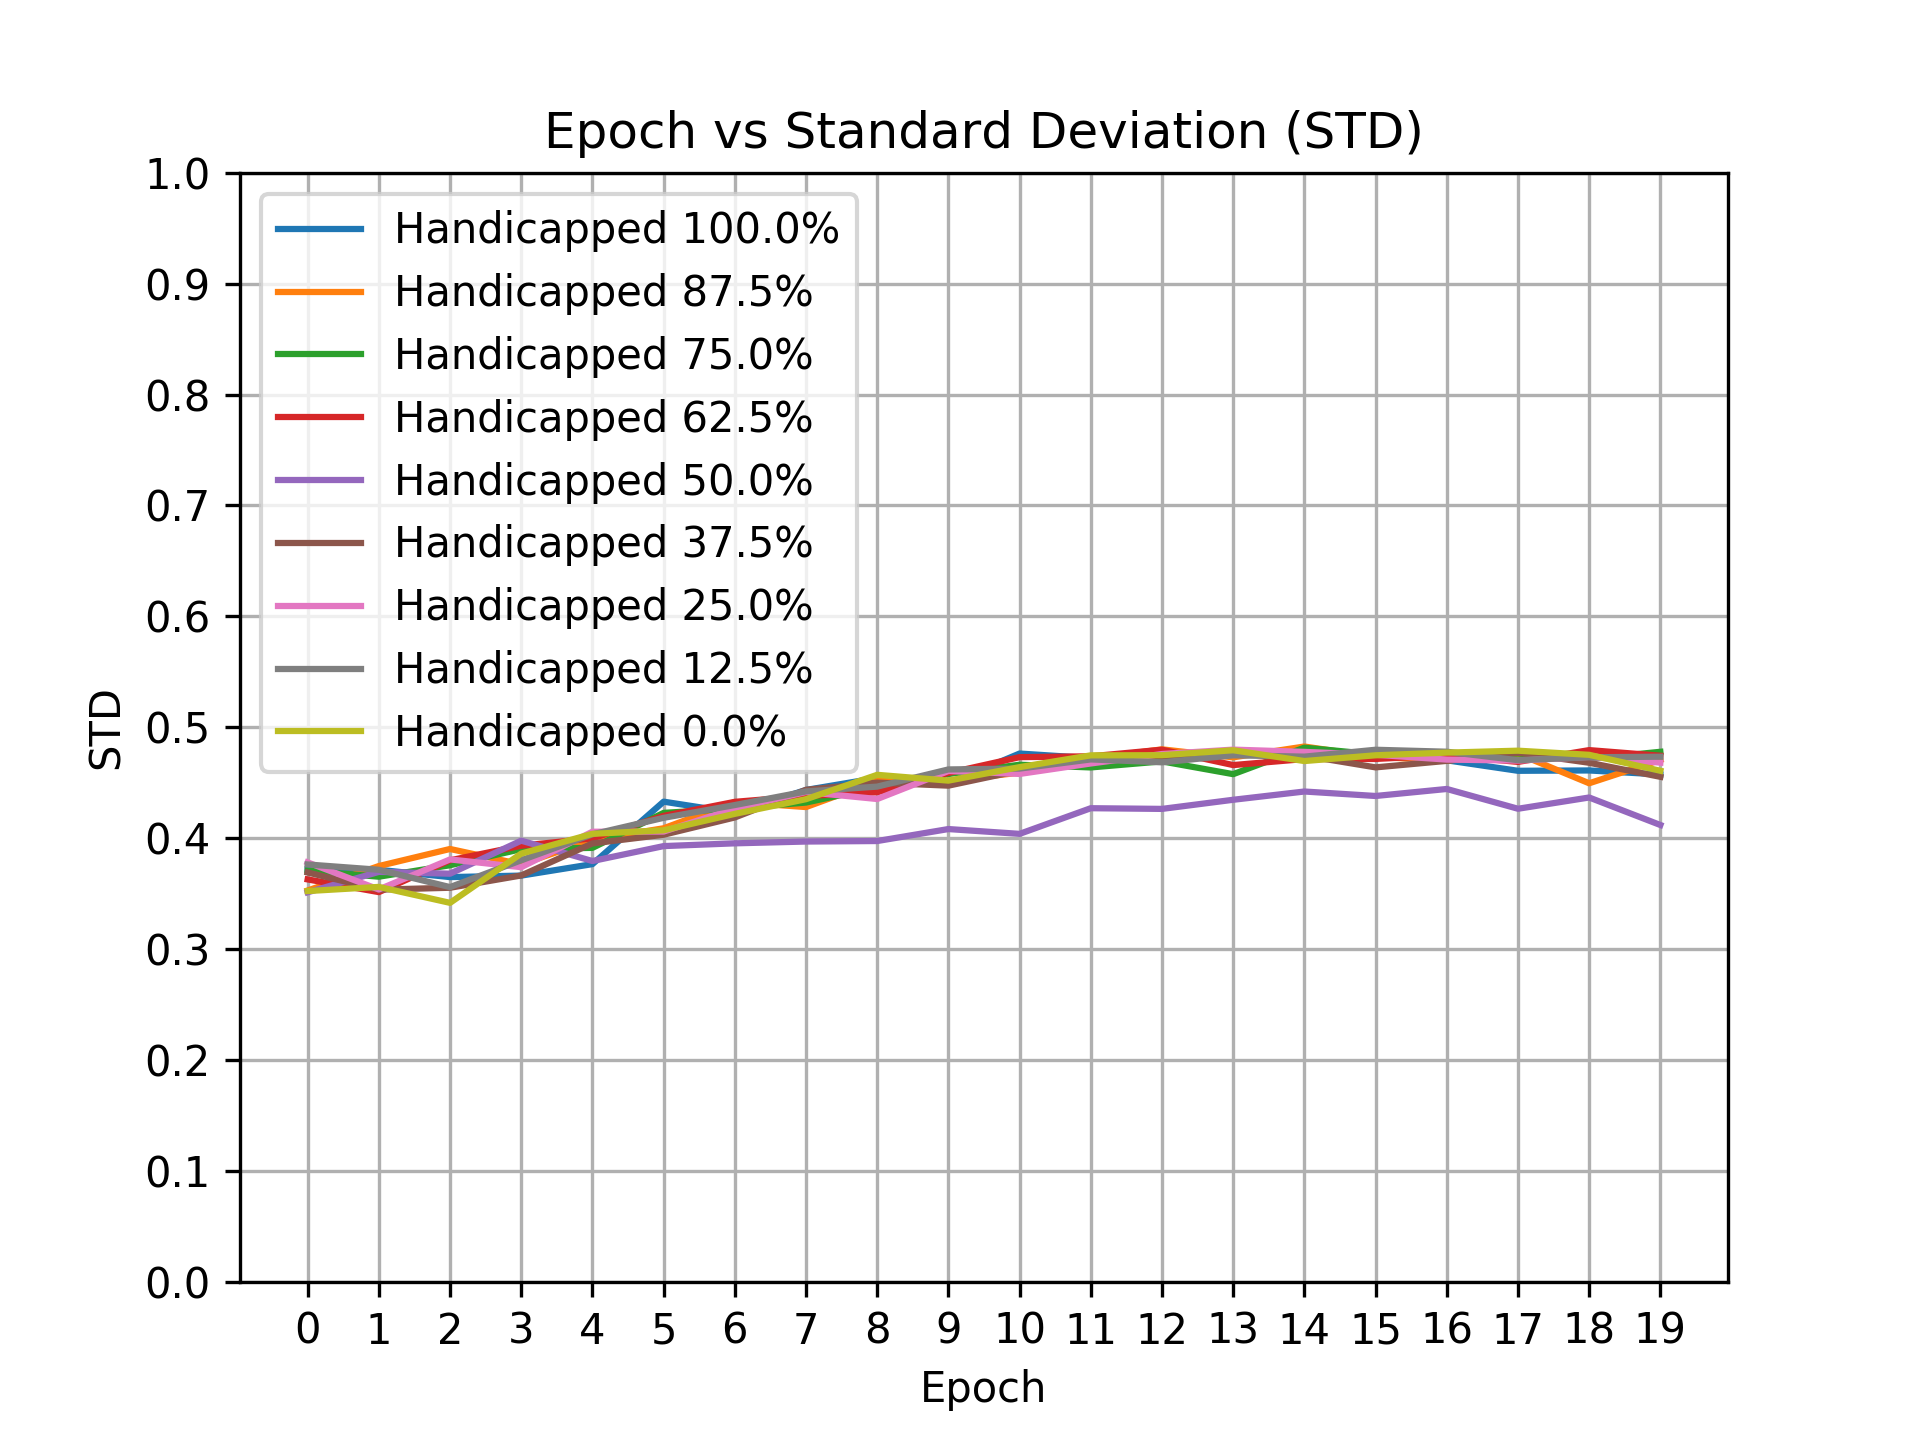 Epoch vs Standard Deviation (STD)
1.0
0.9
0.8
0.7
0.6
0.5
0.4
0.3
0.2
0.1
0.0
STD
Handicapped 100.0%
Handicapped 87.5%
Handicapped 75.0%
Handicapped 62.5%
Handicapped 50.0%
Handicapped 37.5%
Handicapped 25.0%
Handicapped 12.5%
Handicapped 0.0%
0 1 2 3 4 5 6 7 8 9 10 11 12 13 14 15 16 17 18 19
Epoch